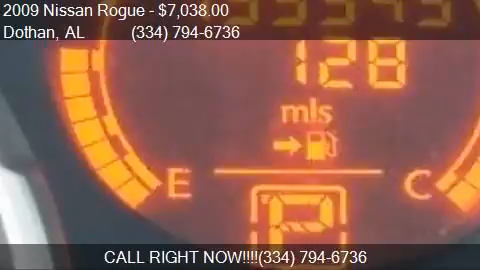 2009 Nissan Rogue - $7,038.00
Dothan, AL (334) 794-6736
128
mls
E C
P
CALL RIGHT NOW!!!!(334) 794-6736